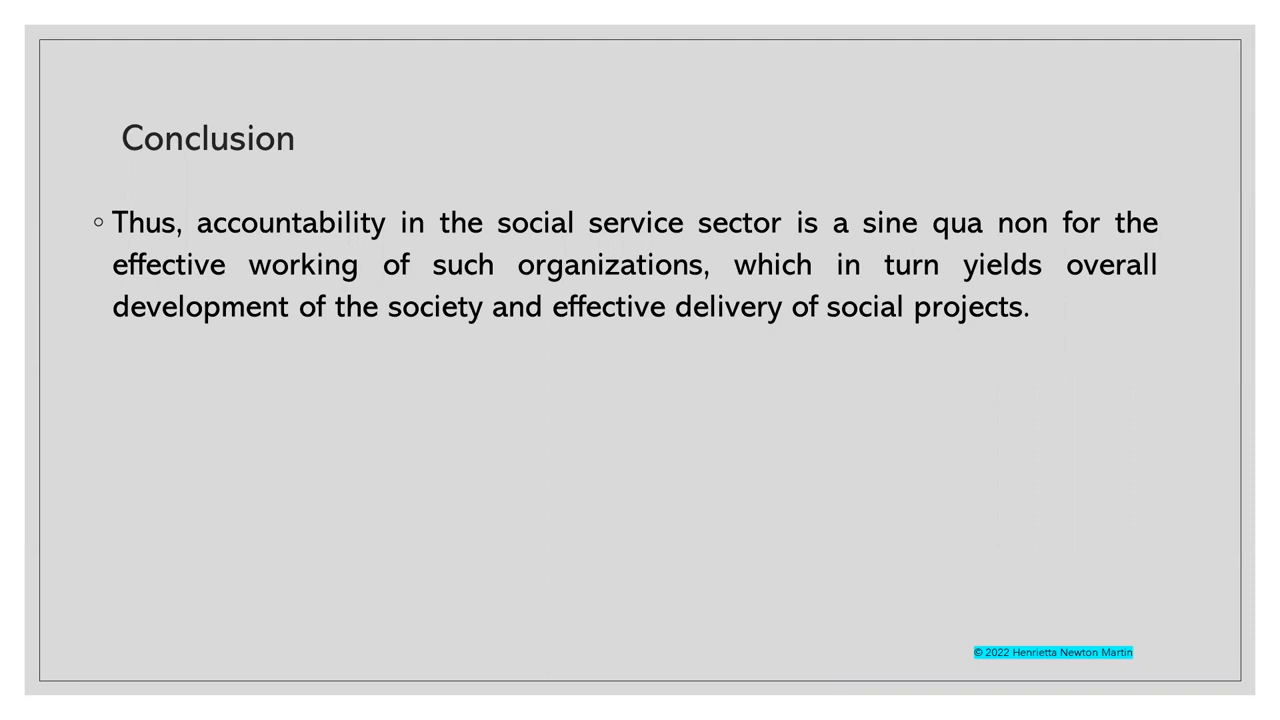 Conclusion
◦ Thus, accountability in the social service sector is a sine qua non for the
effective working of such organizations, which in turn yields overall
development of the society and effective delivery of social projects.
© 2022 Henrietta Newton Martin